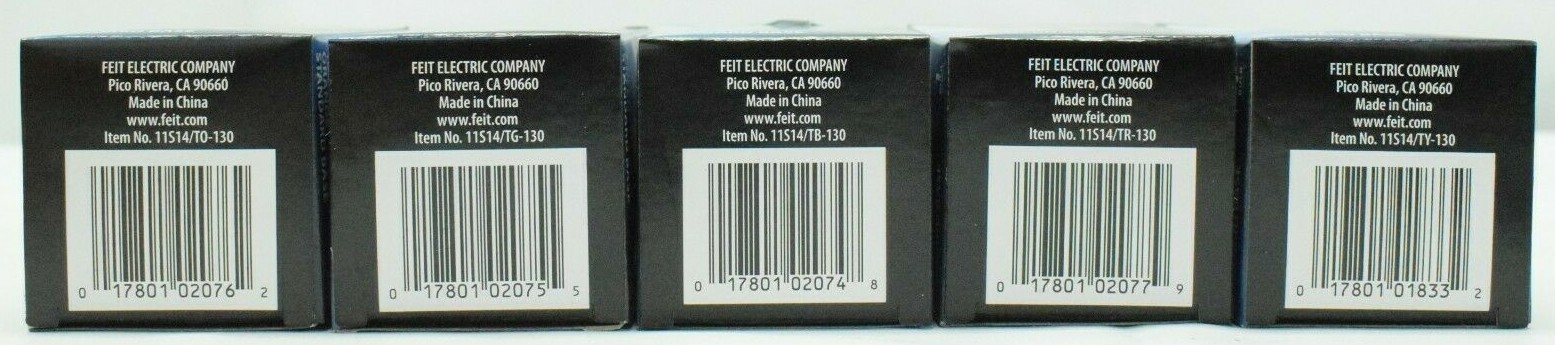 FEIT ELECTRIC COMPANY
Pico Rivera, CA 90660
Made in China
www.feit.com
Item No. 11S14/TO-130
0 17801 02076 2
FEIT ELECTRIC COMPANY
Pico Rivera, CA 90660
Made in China
www.feit.com
Item No. 11S14/TG-130
0 17801 02075 5
FEIT ELECTRIC COMPANY
Pico Rivera, CA 90660
Made in China
www.feit.com
Item No. 11S14/TB-130
0 17801 02074 8
FEIT ELECTRIC COMPANY
Pico Rivera, CA 90660
Made in China
www.feit.com
Item No. 11S14/TR-130
0 17801 02077 9
FEIT ELECTRIC COMPANY
Pico Rivera, CA 90660
Made in China
www.feit.com
Item No. 11S14/TY-130
0 17801 01833 2